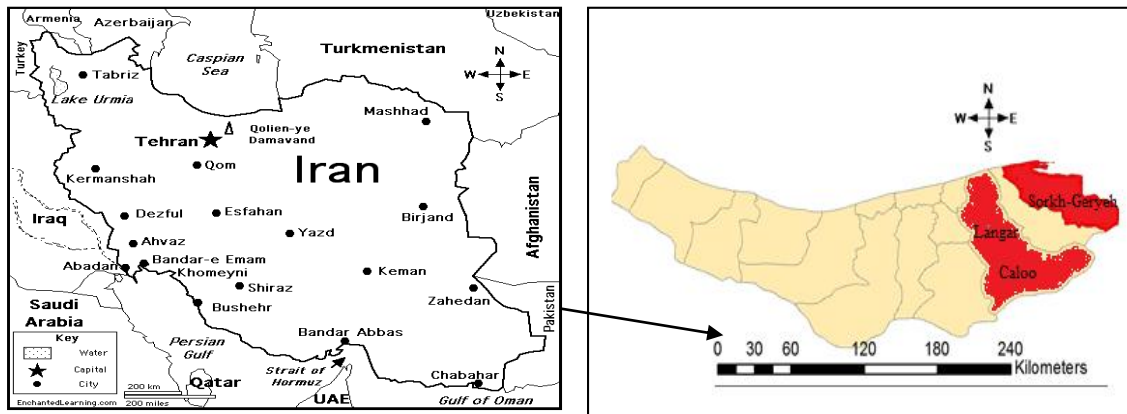 Armenia
Azerbaijan
Uzbekistan
Turkey
Caspian
Sea
Turkmenistan
N
W E
S
Tabriz
Lake Urmia
Mashhad
Tehran
Qolien-ye
Damavand
Qom
Iran
Kermanshah
Iraq
Dezful
Esfahan
Birjand
Afghanistan
Yazd
Ahvaz
Bandar-e Emam
Khomeyni
Abadan
Keman
Shiraz
Zahedan
Bushehr
Pakistan
Saudi
Arabia
Key
Water
Capital
City
Persian
Gulf
Bandar Abbas
Strait of
Hormuz
Qatar
UAE
Chabahar
Gulf of Oman
200 km
200 miles
EnchantedLearning.com
N
W E
S
Sorkh-Geryeh
Langar
Caloo
0 30 60 120 180 240
Kilometers